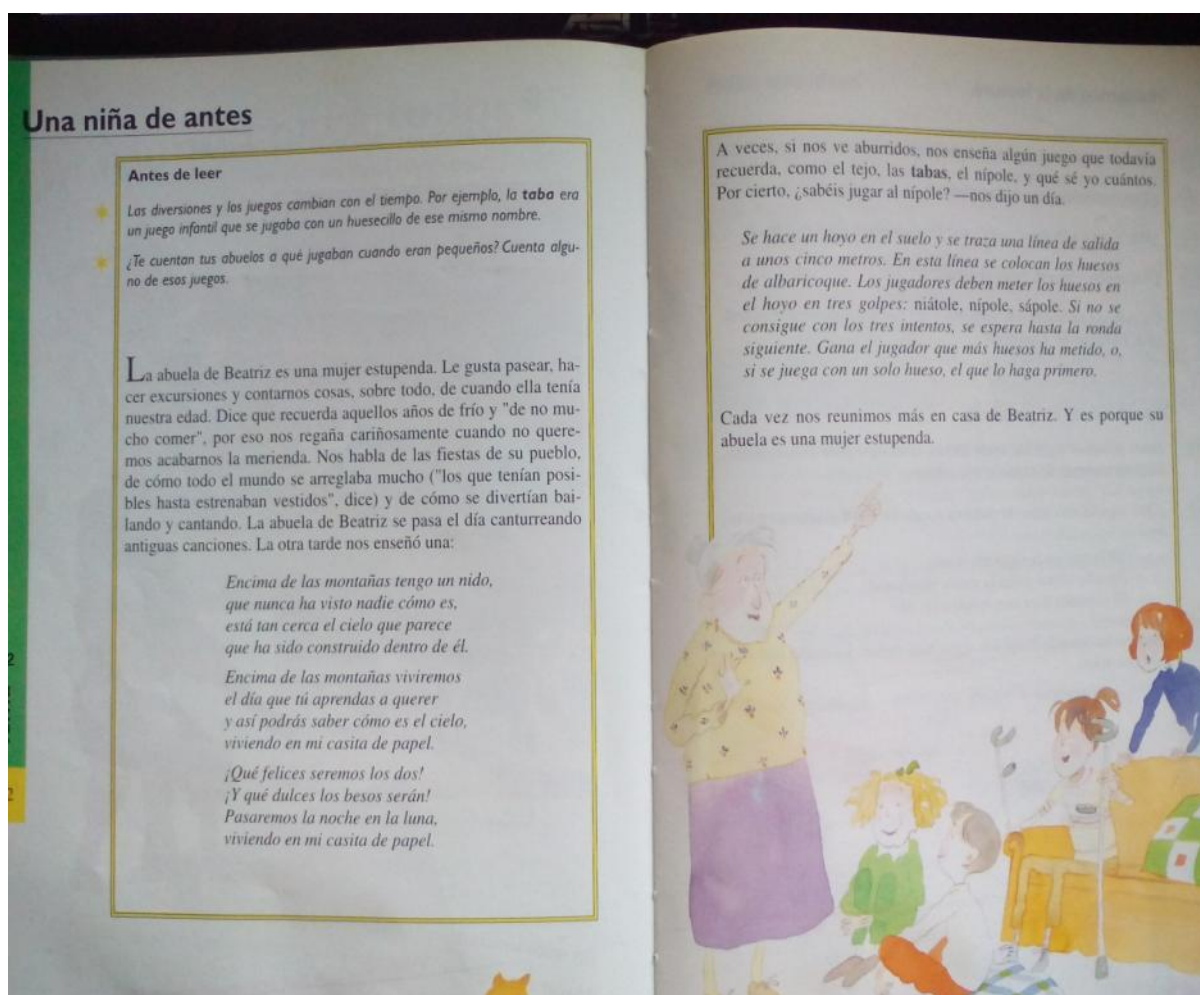 Una niña de antes
Antes de leer
Las diversiones y los juegos cambian con el tiempo. Por ejemplo, la taba era
un juego infantil que se jugaba con un huesecillo de ese mismo nombre.
¿Te cuentan tus abuelos a qué jugaban cuando eran pequeños? Cuenta algu-
no de esos juegos.
La abuela de Beatriz es una mujer estupenda. Le gusta pasear, ha-
cer excursiones y contarnos cosas, sobre todo, de cuando ella tenía
nuestra edad. Dice que recuerda aquellos años de frío y "de no mu-
cho comer", por eso nos regaña cariñosamente cuando no quere-
mos acabarnos la merienda. Nos habla de las fiestas de su pueblo,
de cómo todo el mundo se arreglaba mucho ("los que tenían posi-
bles hasta estrenaban vestidos", dice) y de cómo se divertían bai-
lando y cantando. La abuela de Beatriz se pasa el día canturreando
antiguas canciones. La otra tarde nos enseñó una:
Encima de las montañas tengo un nido,
que nunca ha visto nadie cómo es,
está tan cerca el cielo que parece
que ha sido construido dentro de él.
Encima de las montañas viviremos
el día que tú aprendas a querer
y así podrás saber cómo es el cielo,
viviendo en mi casita de papel.
¡Qué felices seremos los dos!
¡Y qué dulces los besos serán!
Pasaremos la noche en la luna,
viviendo en mi casita de papel.
A veces, si nos ve aburridos, nos enseña algún juego que todavía
recuerda, como el tejo, las tabas, el nípole, y qué sé yo cuántos.
Por cierto, ¿sabéis jugar al nípole? —nos dijo un día.
Se hace un hoyo en el suelo y se traza una línea de salida
a unos cinco metros. En esta línea se colocan los huesos
de albaricoque. Los jugadores deben meter los huesos en
el hoyo en tres golpes: niátole, nípole, sápole. Si no se
consigue con los tres intentos, se espera hasta la ronda
siguiente. Gana el jugador que más huesos ha metido, o,
si se juega con un solo hueso, el que lo haga primero.
Cada vez nos reunimos más en casa de Beatriz. Y es porque su
abuela es una mujer estupenda.